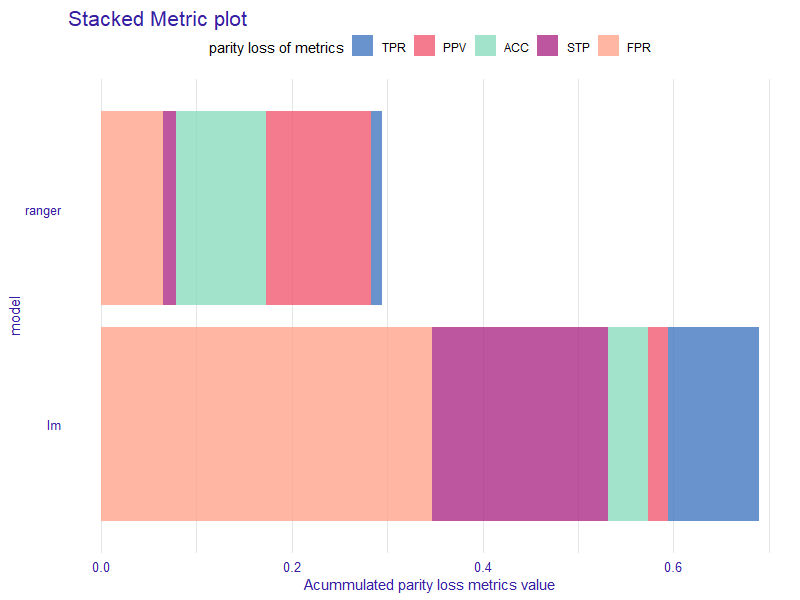 Stacked Metric plot
parity loss of metrics TPR PPV ACC STP FPR
ranger
model
lm
0.0 0.2 0.4 0.6
Acummulated parity loss metrics value